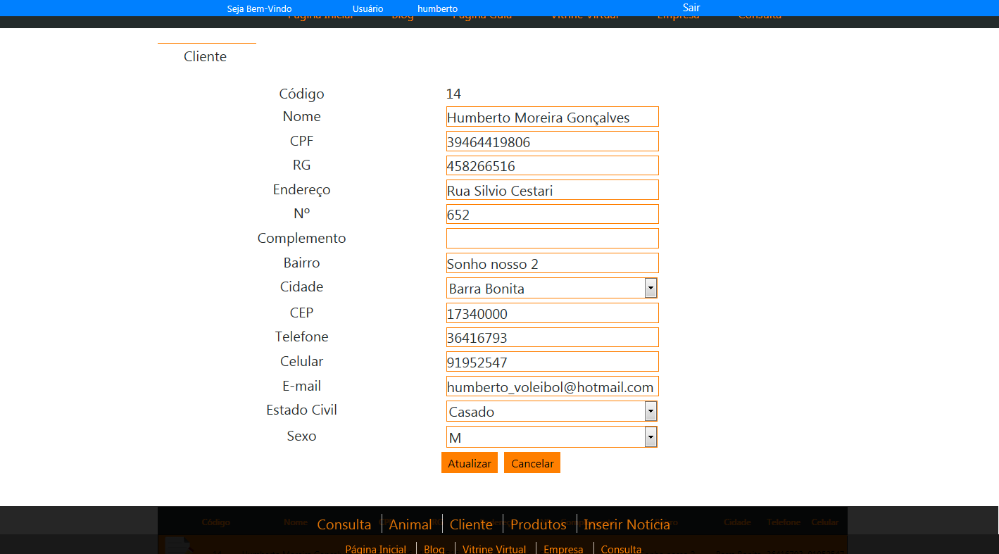 Seja Bem-Vindo Usuário humberto Sair
Página Inicial Blog Página Guia Vitrine Virtual Empresa Consulta
Cliente
Código 14
Nome Humberto Moreira Gonçalves
CPF 39464419806
RG 458266516
Endereço Rua Silvio Cestari
Nº 652
Complemento
Bairro Sonho nosso 2
Cidade Barra Bonita
CEP 17340000
Telefone 36416793
Celular 91952547
E-mail humberto_voleibol@hotmail.com
Estado Civil Casado
Sexo M
Atualizar Cancelar
Código Nome Cidade Telefone Celular
Consulta Animal Cliente Produtos Inserir Notícia
Página Inicial Blog Vitrine Virtual Empresa Consulta